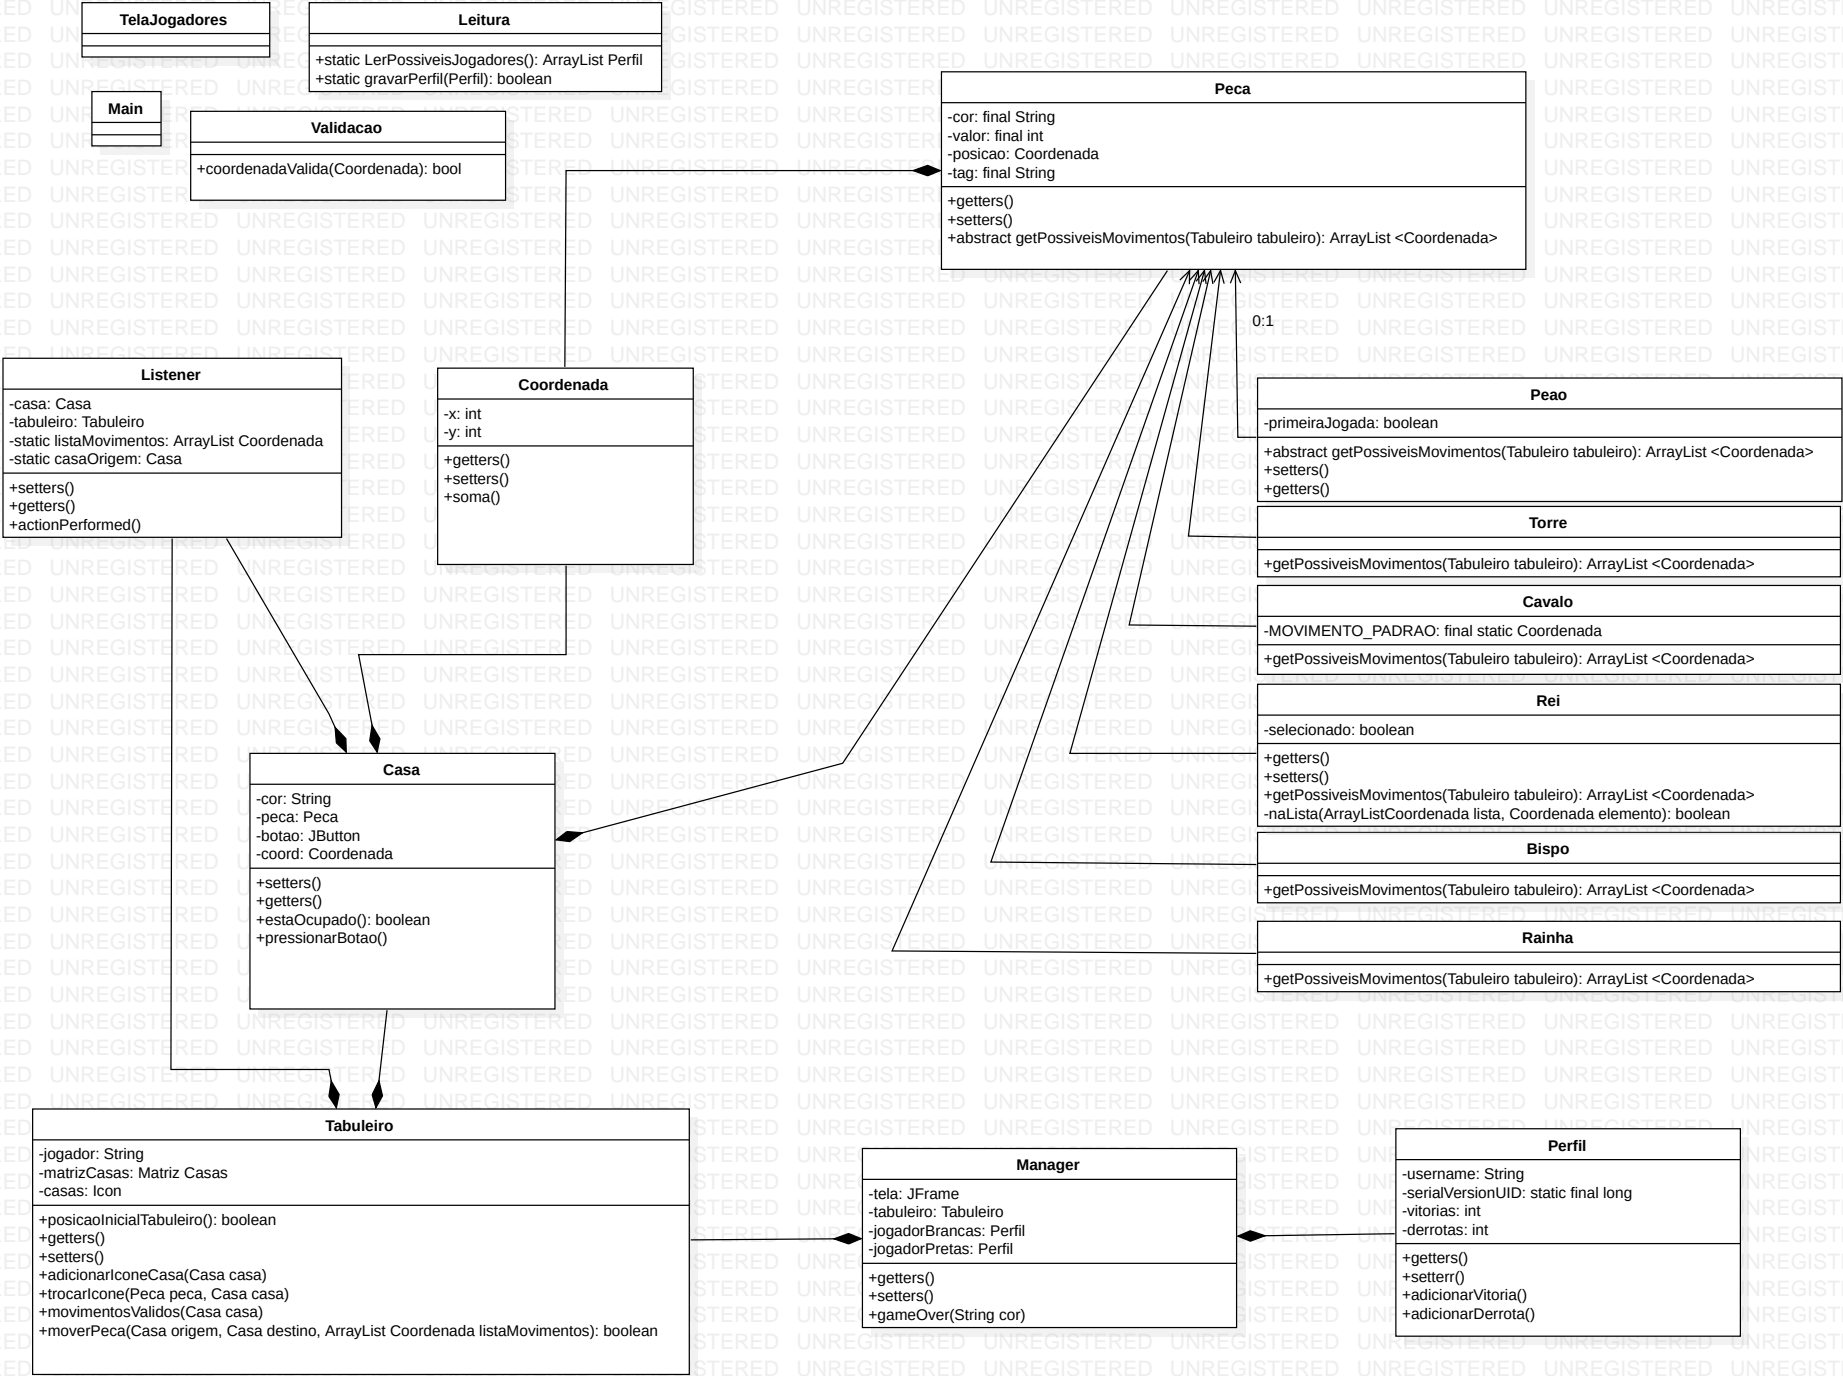 TelaJogadores
Leitura
+static LerPossiveisJogadores(): ArrayList Perfil
+static gravarPerfil(Perfil): boolean
Main
Validacao
+coordenadaValida(Coordenada): bool
Peca
-cor: final String
-valor: final int
-posicao: Coordenada
-tag: final String
+getters()
+setters()
+abstract getPossiveisMovimentos(Tabuleiro tabuleiro): ArrayList <Coordenada>
0:1
Listener
-casa: Casa
-tabuleiro: Tabuleiro
-static listaMovimentos: ArrayList Coordenada
-static casaOrigem: Casa
+setters()
+getters()
+actionPerformed()
Coordenada
-x: int
-y: int
+getters()
+setters()
+soma()
Peao
-primeiraJogada: boolean
+abstract getPossiveisMovimentos(Tabuleiro tabuleiro): ArrayList <Coordenada>
+setters()
+getters()
Torre
+getPossiveisMovimentos(Tabuleiro tabuleiro): ArrayList <Coordenada>
Cavalo
-MOVIMENTO_PADRAO: final static Coordenada
+getPossiveisMovimentos(Tabuleiro tabuleiro): ArrayList <Coordenada>
Rei
-selecionado: boolean
+getters()
+setters()
+getPossiveisMovimentos(Tabuleiro tabuleiro): ArrayList <Coordenada>
-naLista(ArrayListCoordenada lista, Coordenada elemento): boolean
Bispo
+getPossiveisMovimentos(Tabuleiro tabuleiro): ArrayList <Coordenada>
Rainha
+getPossiveisMovimentos(Tabuleiro tabuleiro): ArrayList <Coordenada>
Casa
-cor: String
-peca: Peca
-botao: JButton
-coord: Coordenada
+setters()
+getters()
+estaOcupado(): boolean
+pressionarBotao()
Tabuleiro
-jogador: String
-matrizCasas: Matriz Casas
-casas: Icon
+posicaoInicialTabuleiro(): boolean
+getters()
+setters()
+adicionarIconeCasa(Casa casa)
+trocarIcone(Peca peca, Casa casa)
+movimentosValidos(Casa casa)
+moverPeca(Casa origem, Casa destino, ArrayList Coordenada listaMovimentos): boolean
Manager
-tela: JFrame
-tabuleiro: Tabuleiro
-jogadorBrancas: Perfil
-jogadorPretas: Perfil
+getters()
+setters()
+gameOver(String cor)
Perfil
-username: String
-serialVersionUID: static final long
-vitorias: int
-derrotas: int
+getters()
+setterr()
+adicionarVitoria()
+adicionarDerrota()
UNREGISTERED